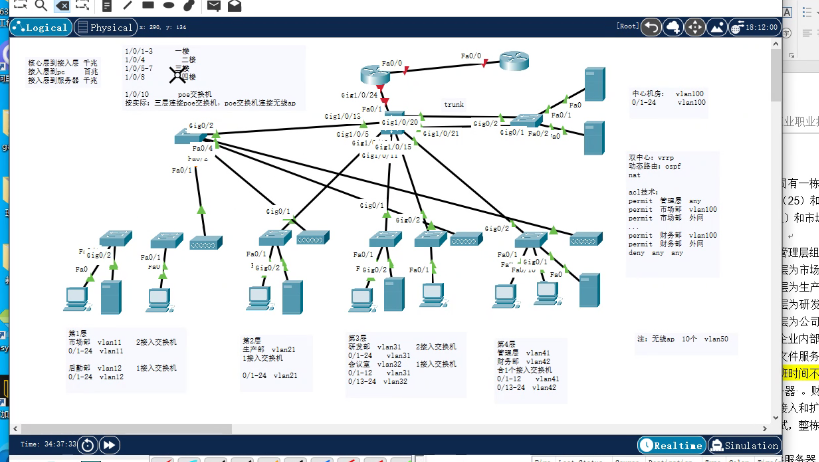 Logical
Physical
x: 290, y: 134
[Root]
18:12:00
核心层到接入层 千兆
接入层到pc 百兆
接入层到服务器 千兆
1/0/1-3 一楼
1/0/4 二楼
1/0/5-7 三楼
1/0/8 四楼
1/0/10 poe交换机
按实际：三层连接poe交换机，poe交换机连接无线ap
Fa0/0
Fa0/0
Gig1/0/24
Fa0/1
trunk
Gig1/0/15
Gig1/0/20
Gig0/2
Gig1/0/5
Gig1/0/21
Gig0/2
Gig0/1
Fa0/2
Fa0/1
Fa0
Fa0/4
Gig1/0/15
Fa0/1
中心机房： vlan100
0/1-24 vlan100
双中心：vrrp
动态路由：ospf
nat
acl技术：
permit 管理层 any
permit 市场部 vlan100
permit 市场部 外网
...
permit 财务部 vlan100
permit 财务部 外网
deny any any
Gig0/1
Gig0/1
Gig0/2
Gig0/2
Gig0/2
Fa0/1
Fa0
Fa0/1
Gig0/2
Fa0/1
Gig0/2
Fa0/1
Fa0/1
Gig0/1
Fa0
第1层
市场部 vlan11 2接入交换机
0/1-24 vlan11
后勤部 vlan12 1接入交换机
0/1-24 vlan12
第2层
生产部 vlan21
1接入交换机
0/1-24 vlan21
第3层
研发部 vlan31 2接入交换机
0/1-24 vlan31
会议室 vlan32 1接入交换机
0/1-12 vlan31
0/13-24 vlan32
第4层
管理层 vlan41
财务部 vlan42
合1个接入交换机
0/1-12 vlan41
0/13-24 vlan42
注：无线ap 10个 vlan50
Time: 34:37:33
Realtime
Simulation